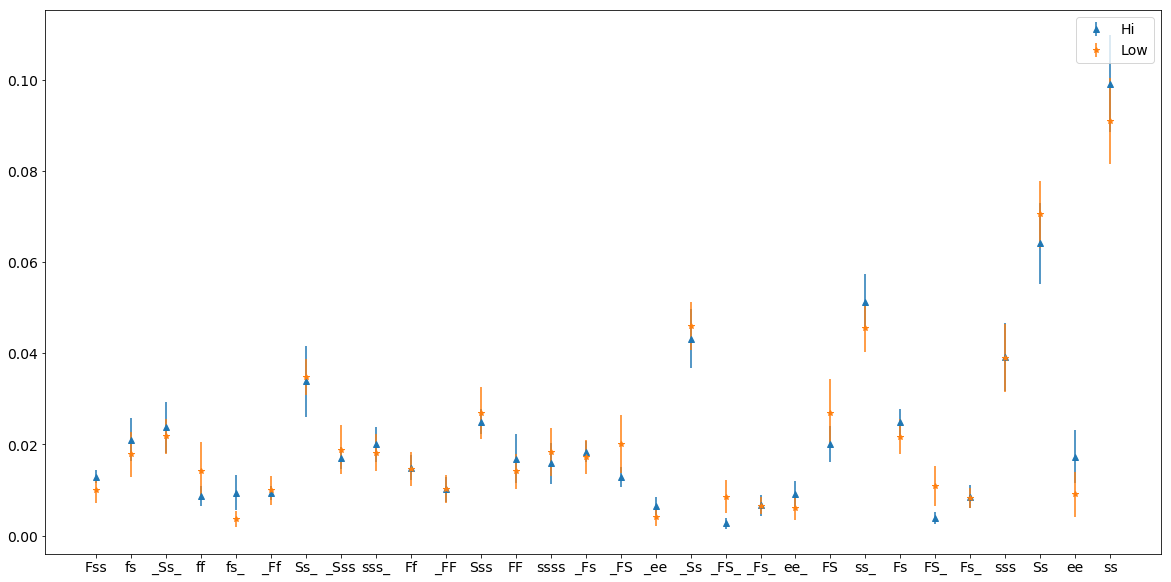 Hi
Low
0.10
0.08
0.06
0.04
0.02
0.00
Fss fs _Ss_ ff fs_ _Ff Ss_ _Sss sss_ Ff _FF Sss FF ssss _Fs _FS _ee _Ss _FS_ _Fs_ ee_ FS ss_ Fs FS_ Fs_ sss Ss ee ss